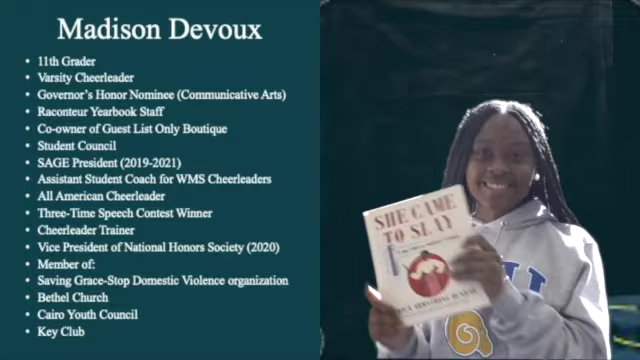 Madison Devoux
• 11th Grader
• Varsity Cheerleader
• Governor's Honor Nominee (Communicative Arts)
• Raconteur Yearbook Staff
• Co-owner of Guest List Only Boutique
• Student Council
• SAGE President (2019-2021)
• Assistant Student Coach for WMS Cheerleaders
• All American Cheerleader
• Three-Time Speech Contest Winner
• Cheerleader Trainer
• Vice President of National Honors Society (2020)
• Member of:
• Saving Grace-Stop Domestic Violence organization
• Bethel Church
• Cairo Youth Council
• Key Club
SHE CAME
TO SLAY